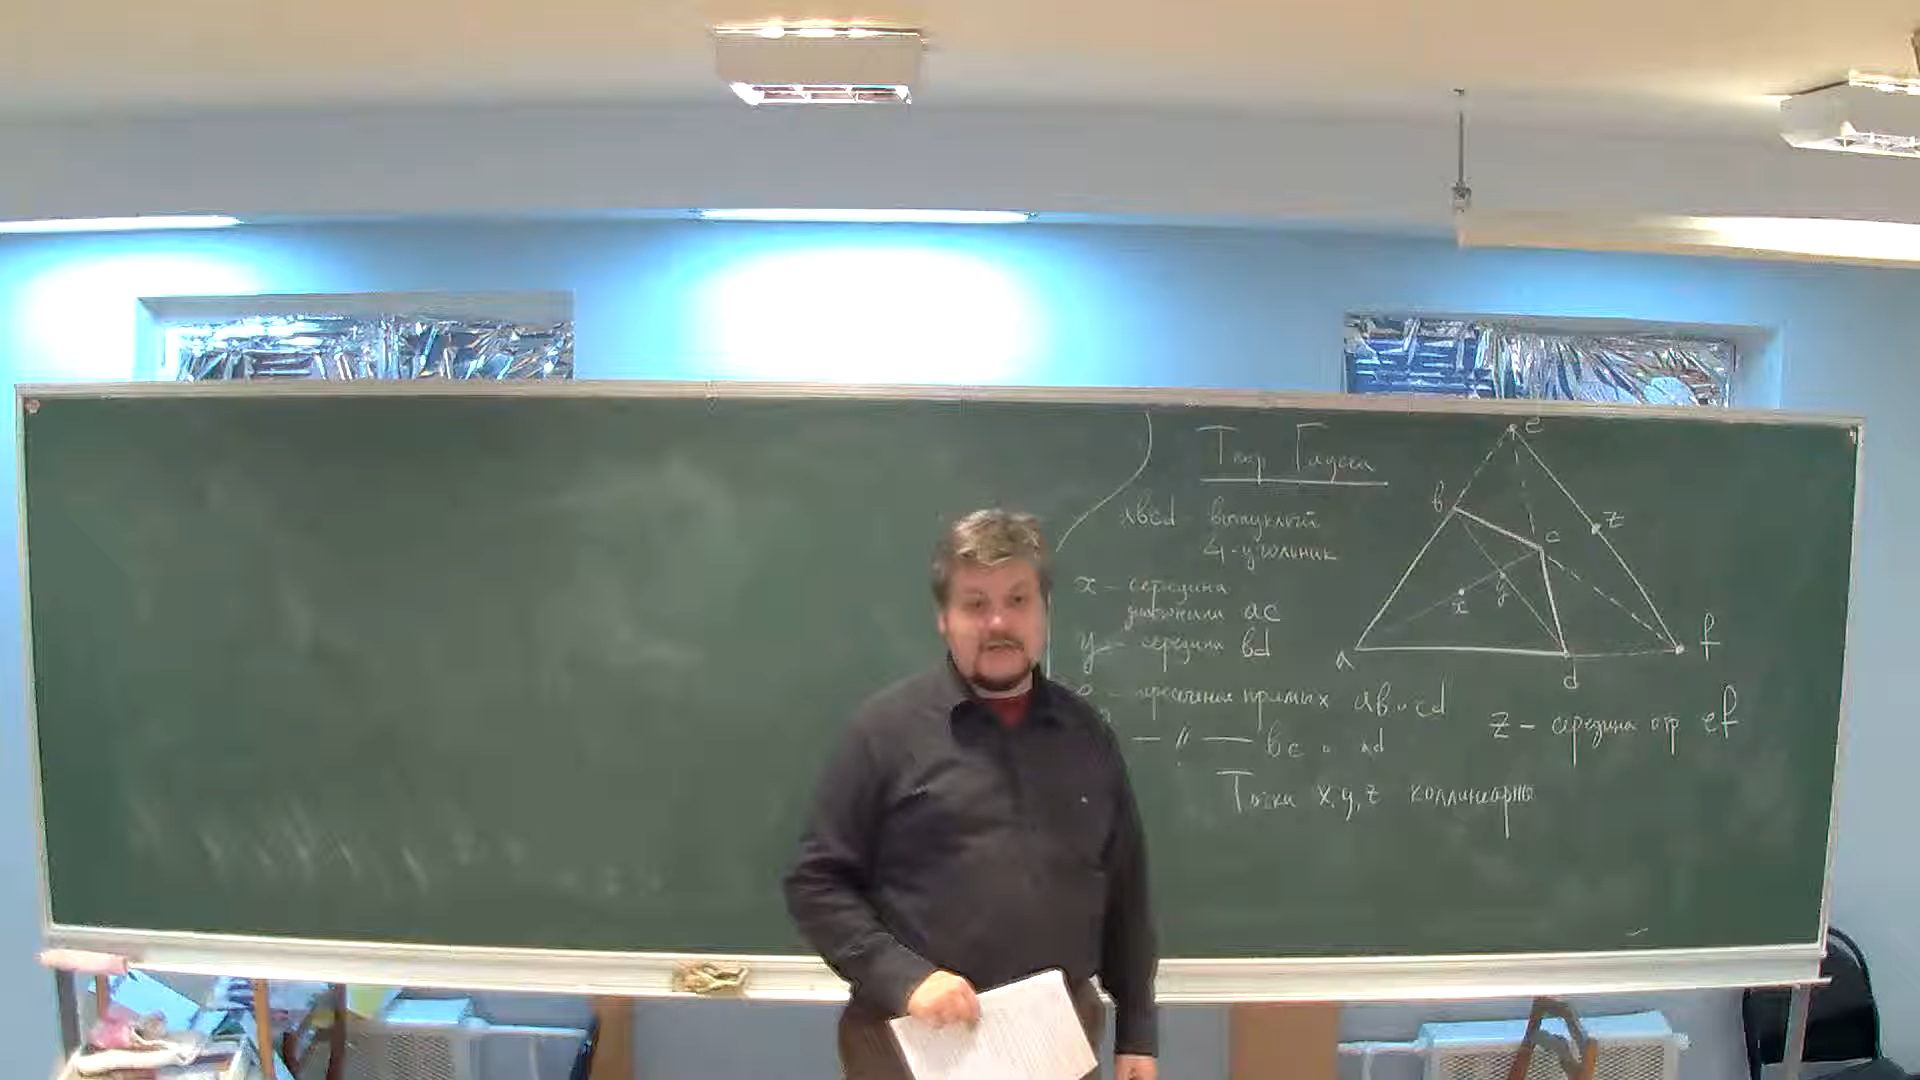 Теор Гаусса
abcd - выпуклый
4-угольник
x - середина
диагонали ac
y - середина bd
e - пересечение прямых ab и cd
— // — bc и ad
z - середина отр ef
Точки x, y, z коллинеарны
e
b
z
c
y
x
a
d
f